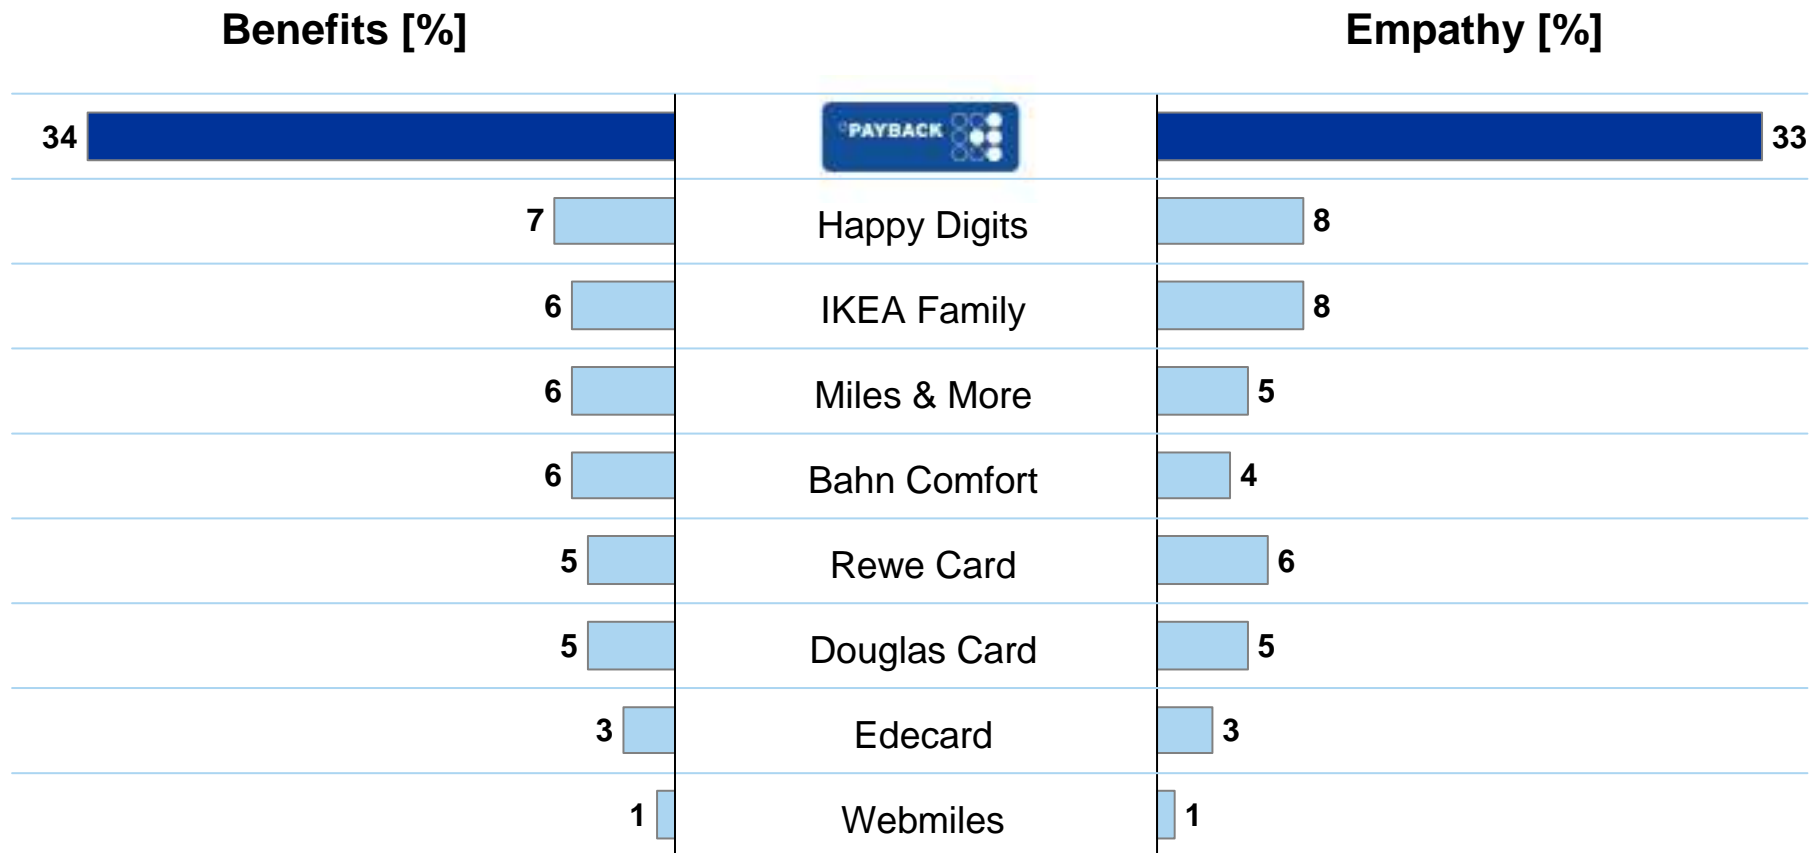 Benefits [%] Empathy [%]
34 °PAYBACK 33
7 Happy Digits 8
6 IKEA Family 8
6 Miles & More 5
6 Bahn Comfort 4
5 Rewe Card 6
5 Douglas Card 5
3 Edecard 3
1 Webmiles 1